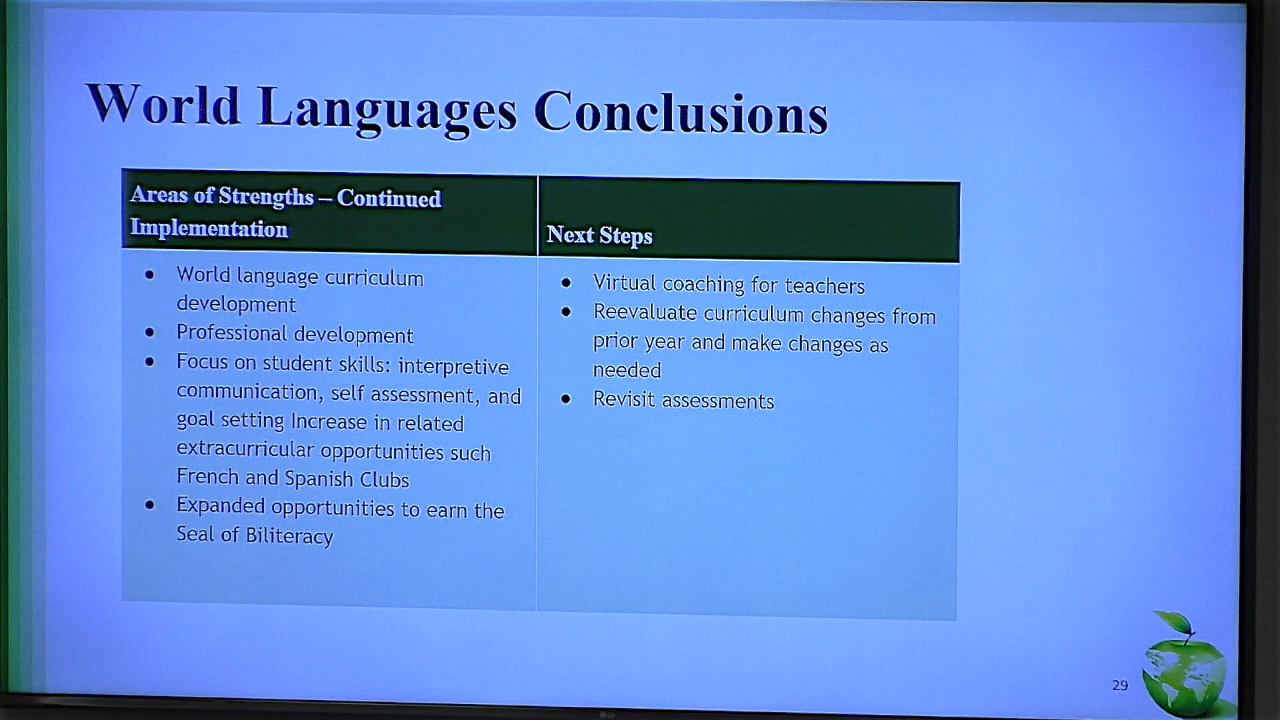 World Languages Conclusions
Areas of Strengths – Continued
Implementation
Next Steps
● World language curriculum
development
● Professional development
● Focus on student skills: interpretive
communication, self assessment, and
goal setting Increase in related
extracurricular opportunities such
French and Spanish Clubs
● Expanded opportunities to earn the
Seal of Biliteracy
● Virtual coaching for teachers
● Reevaluate curriculum changes from
prior year and make changes as
needed
● Revisit assessments
29